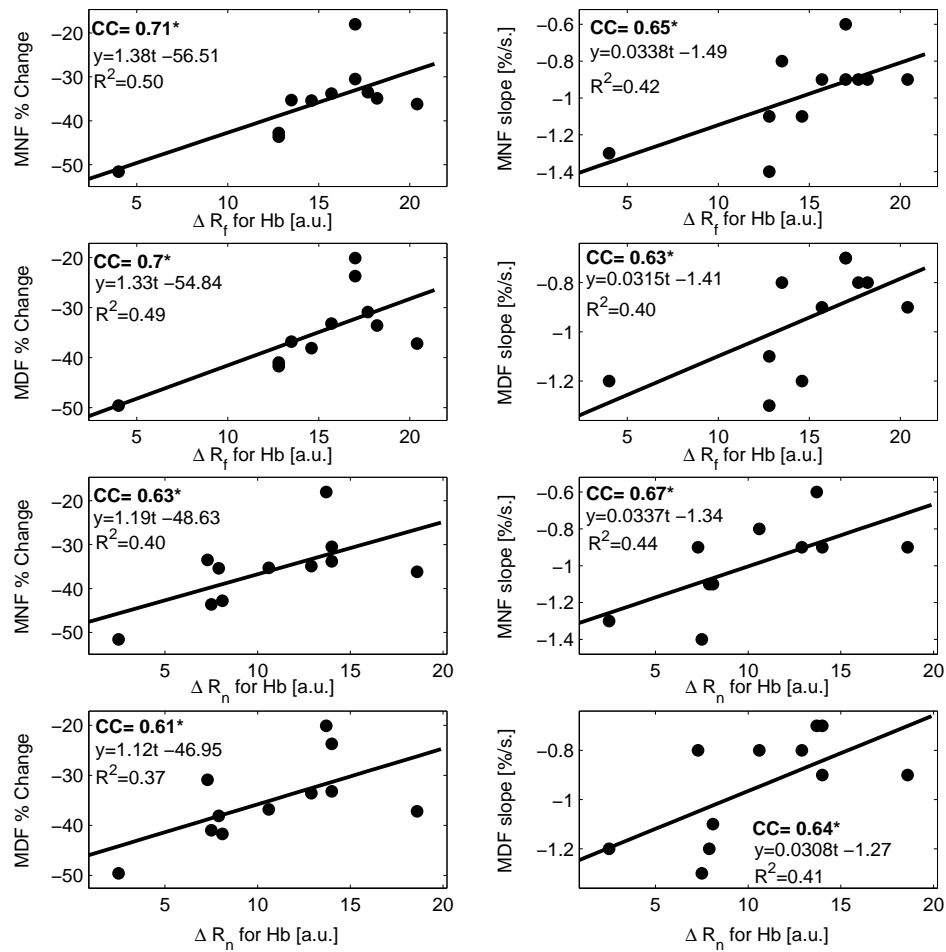 CC= 0.71*
y=1.38t −56.51
R²=0.50
MNF % Change
−20
−30
−40
−50
5 10 15 20
Δ R_f for Hb [a.u.]
CC= 0.65*
y=0.0338t −1.49
R²=0.42
MNF slope [%/s.]
−0.6
−0.8
−1
−1.2
−1.4
5 10 15 20
Δ R_f for Hb [a.u.]
CC= 0.7*
y=1.33t −54.84
R²=0.49
MDF % Change
−20
−30
−40
−50
5 10 15 20
Δ R_f for Hb [a.u.]
CC= 0.63*
y=0.0315t −1.41
R²=0.40
MDF slope [%/s.]
−0.8
−1
−1.2
5 10 15 20
Δ R_f for Hb [a.u.]
CC= 0.63*
y=1.19t −48.63
R²=0.40
MNF % Change
−20
−30
−40
−50
5 10 15 20
Δ R_n for Hb [a.u.]
CC= 0.67*
y=0.0337t −1.34
R²=0.44
MNF slope [%/s.]
−0.6
−0.8
−1
−1.2
−1.4
5 10 15 20
Δ R_n for Hb [a.u.]
CC= 0.61*
y=1.12t −46.95
R²=0.37
MDF % Change
−20
−30
−40
−50
5 10 15 20
Δ R_n for Hb [a.u.]
CC= 0.64*
y=0.0308t −1.27
R²=0.41
MDF slope [%/s.]
−0.8
−1
−1.2
5 10 15 20
Δ R_n for Hb [a.u.]